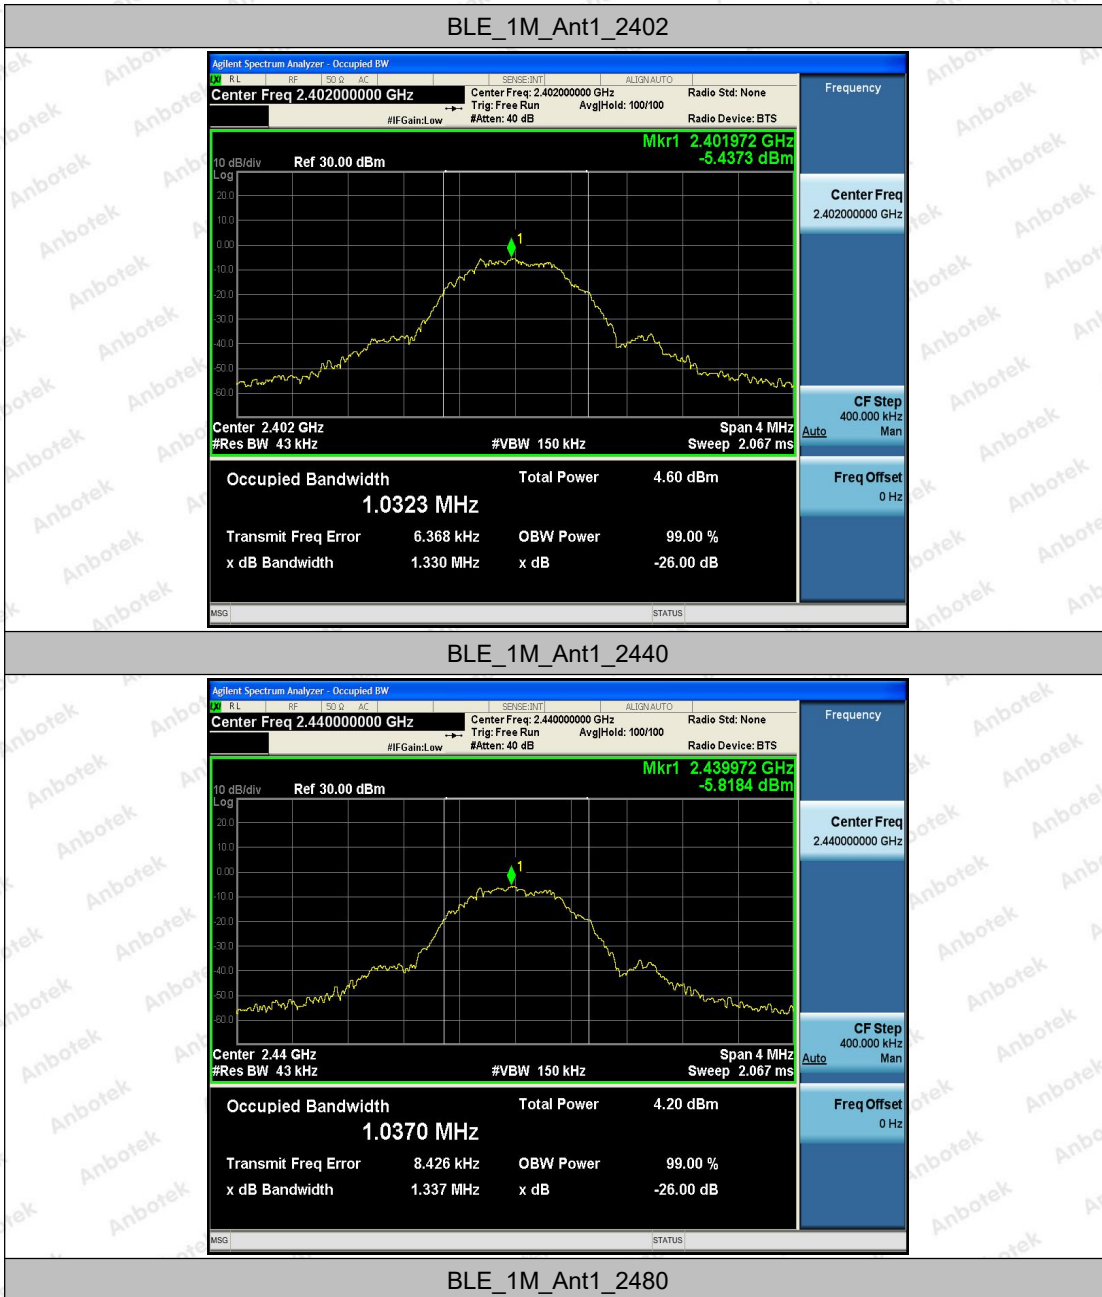 BLE_1M_Ant1_2402
Agilent Spectrum Analyzer - Occupied BW
LXI RL RF 50 Ω AC SENSE:INT ALIGN AUTO
Center Freq 2.402000000 GHz
Center Freq: 2.402000000 GHz
Radio Std: None
Trig: Free Run Avg|Hold: 100/100
#IFGain:Low #Atten: 40 dB Radio Device: BTS
Mkr1 2.401972 GHz
-5.4373 dBm
10 dB/div Ref 30.00 dBm
Log
20.0
10.0
0.00
-10.0
-20.0
-30.0
-40.0
-50.0
-60.0
1
Center 2.402 GHz Span 4 MHz
#Res BW 43 kHz #VBW 150 kHz Sweep 2.067 ms
Occupied Bandwidth Total Power 4.60 dBm
1.0323 MHz
Transmit Freq Error 6.368 kHz OBW Power 99.00 %
x dB Bandwidth 1.330 MHz x dB -26.00 dB
MSG STATUS
Frequency
Center Freq
2.402000000 GHz
CF Step
400.000 kHz
Auto Man
Freq Offset
0 Hz
BLE_1M_Ant1_2440
Agilent Spectrum Analyzer - Occupied BW
LXI RL RF 50 Ω AC SENSE:INT ALIGN AUTO
Center Freq 2.440000000 GHz
Center Freq: 2.440000000 GHz
Radio Std: None
Trig: Free Run Avg|Hold: 100/100
#IFGain:Low #Atten: 40 dB Radio Device: BTS
Mkr1 2.439972 GHz
-5.8184 dBm
10 dB/div Ref 30.00 dBm
Log
20.0
10.0
0.00
-10.0
-20.0
-30.0
-40.0
-50.0
-60.0
1
Center 2.44 GHz Span 4 MHz
#Res BW 43 kHz #VBW 150 kHz Sweep 2.067 ms
Occupied Bandwidth Total Power 4.20 dBm
1.0370 MHz
Transmit Freq Error 8.426 kHz OBW Power 99.00 %
x dB Bandwidth 1.337 MHz x dB -26.00 dB
MSG STATUS
Frequency
Center Freq
2.440000000 GHz
CF Step
400.000 kHz
Auto Man
Freq Offset
0 Hz
BLE_1M_Ant1_2480
Anbotek